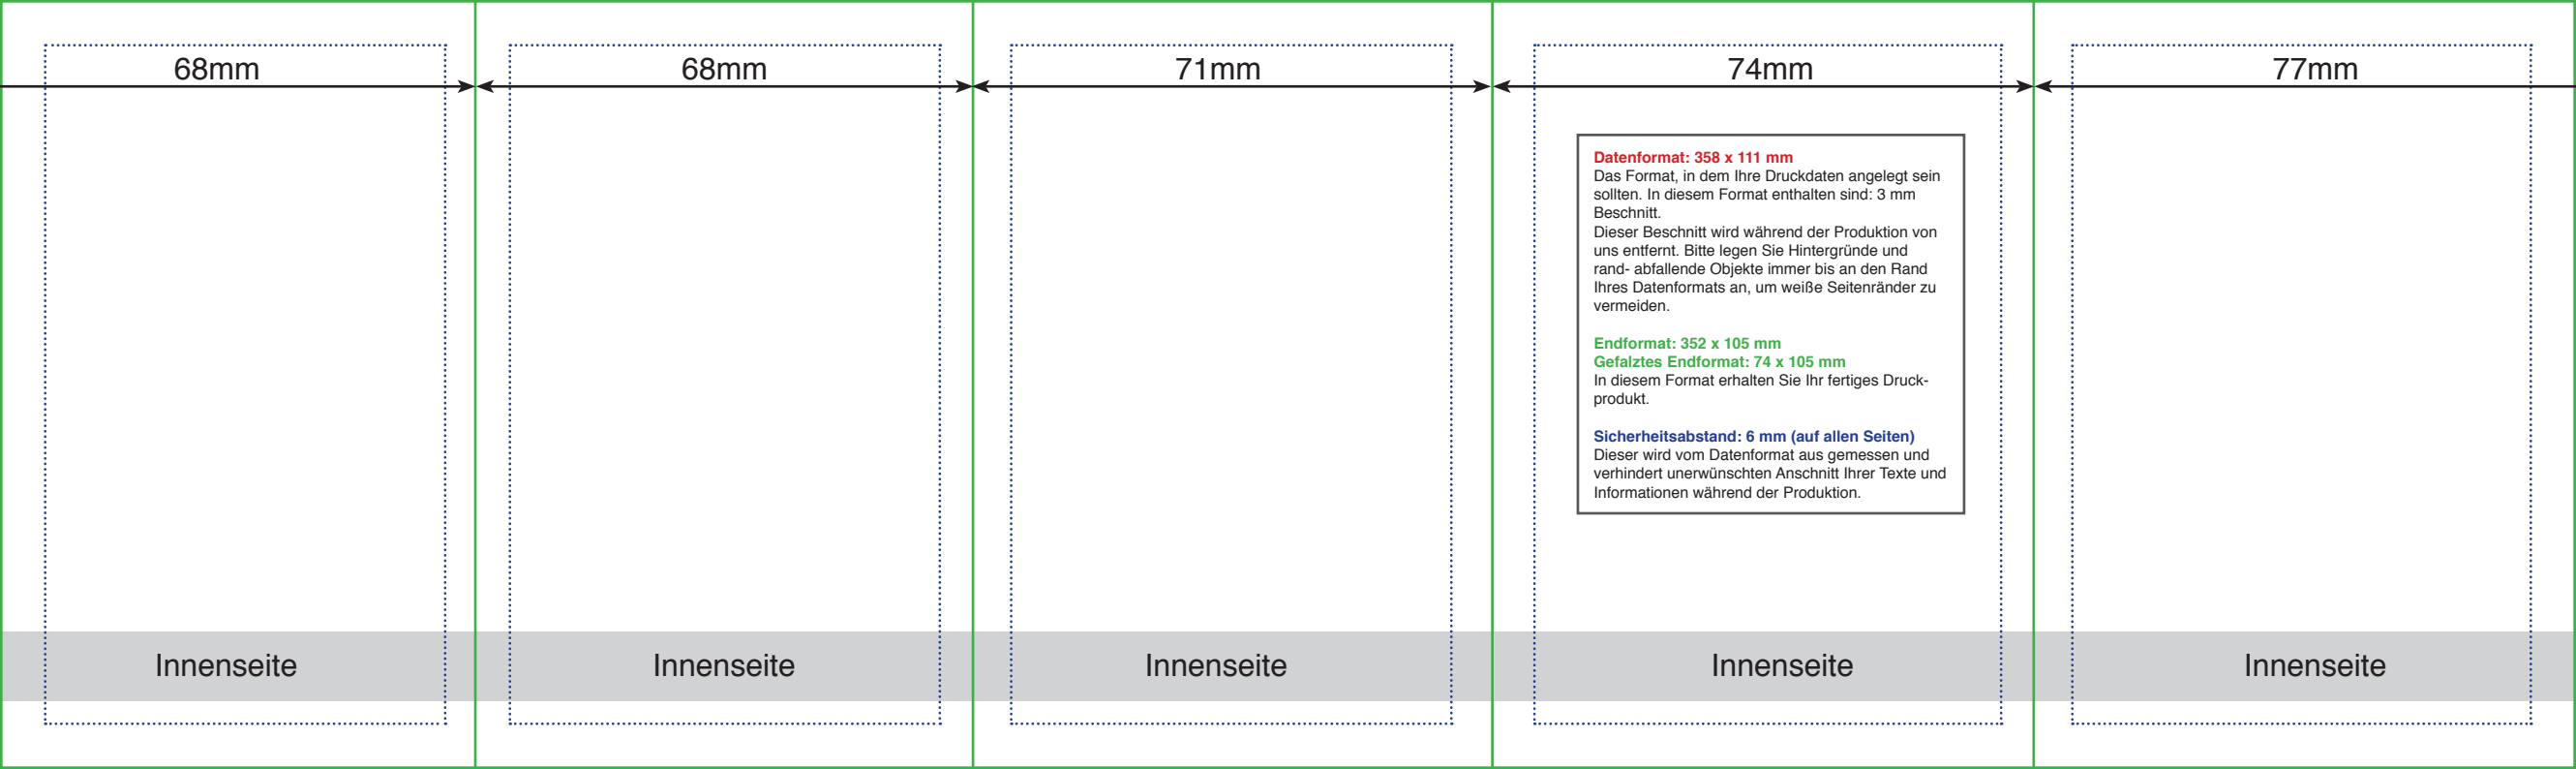 68mm
68mm
71mm
74mm
77mm
Datenformat: 358 x 111 mm
Das Format, in dem Ihre Druckdaten angelegt sein
sollten. In diesem Format enthalten sind: 3 mm
Beschnitt.
Dieser Beschnitt wird während der Produktion von
uns entfernt. Bitte legen Sie Hintergründe und
rand- abfallende Objekte immer bis an den Rand
Ihres Datenformats an, um weiße Seitenränder zu
vermeiden.
Endformat: 352 x 105 mm
Gefalztes Endformat: 74 x 105 mm
In diesem Format erhalten Sie Ihr fertiges Druck-
produkt.
Sicherheitsabstand: 6 mm (auf allen Seiten)
Dieser wird vom Datenformat aus gemessen und
verhindert unerwünschten Anschnitt Ihrer Texte und
Informationen während der Produktion.
Innenseite
Innenseite
Innenseite
Innenseite
Innenseite